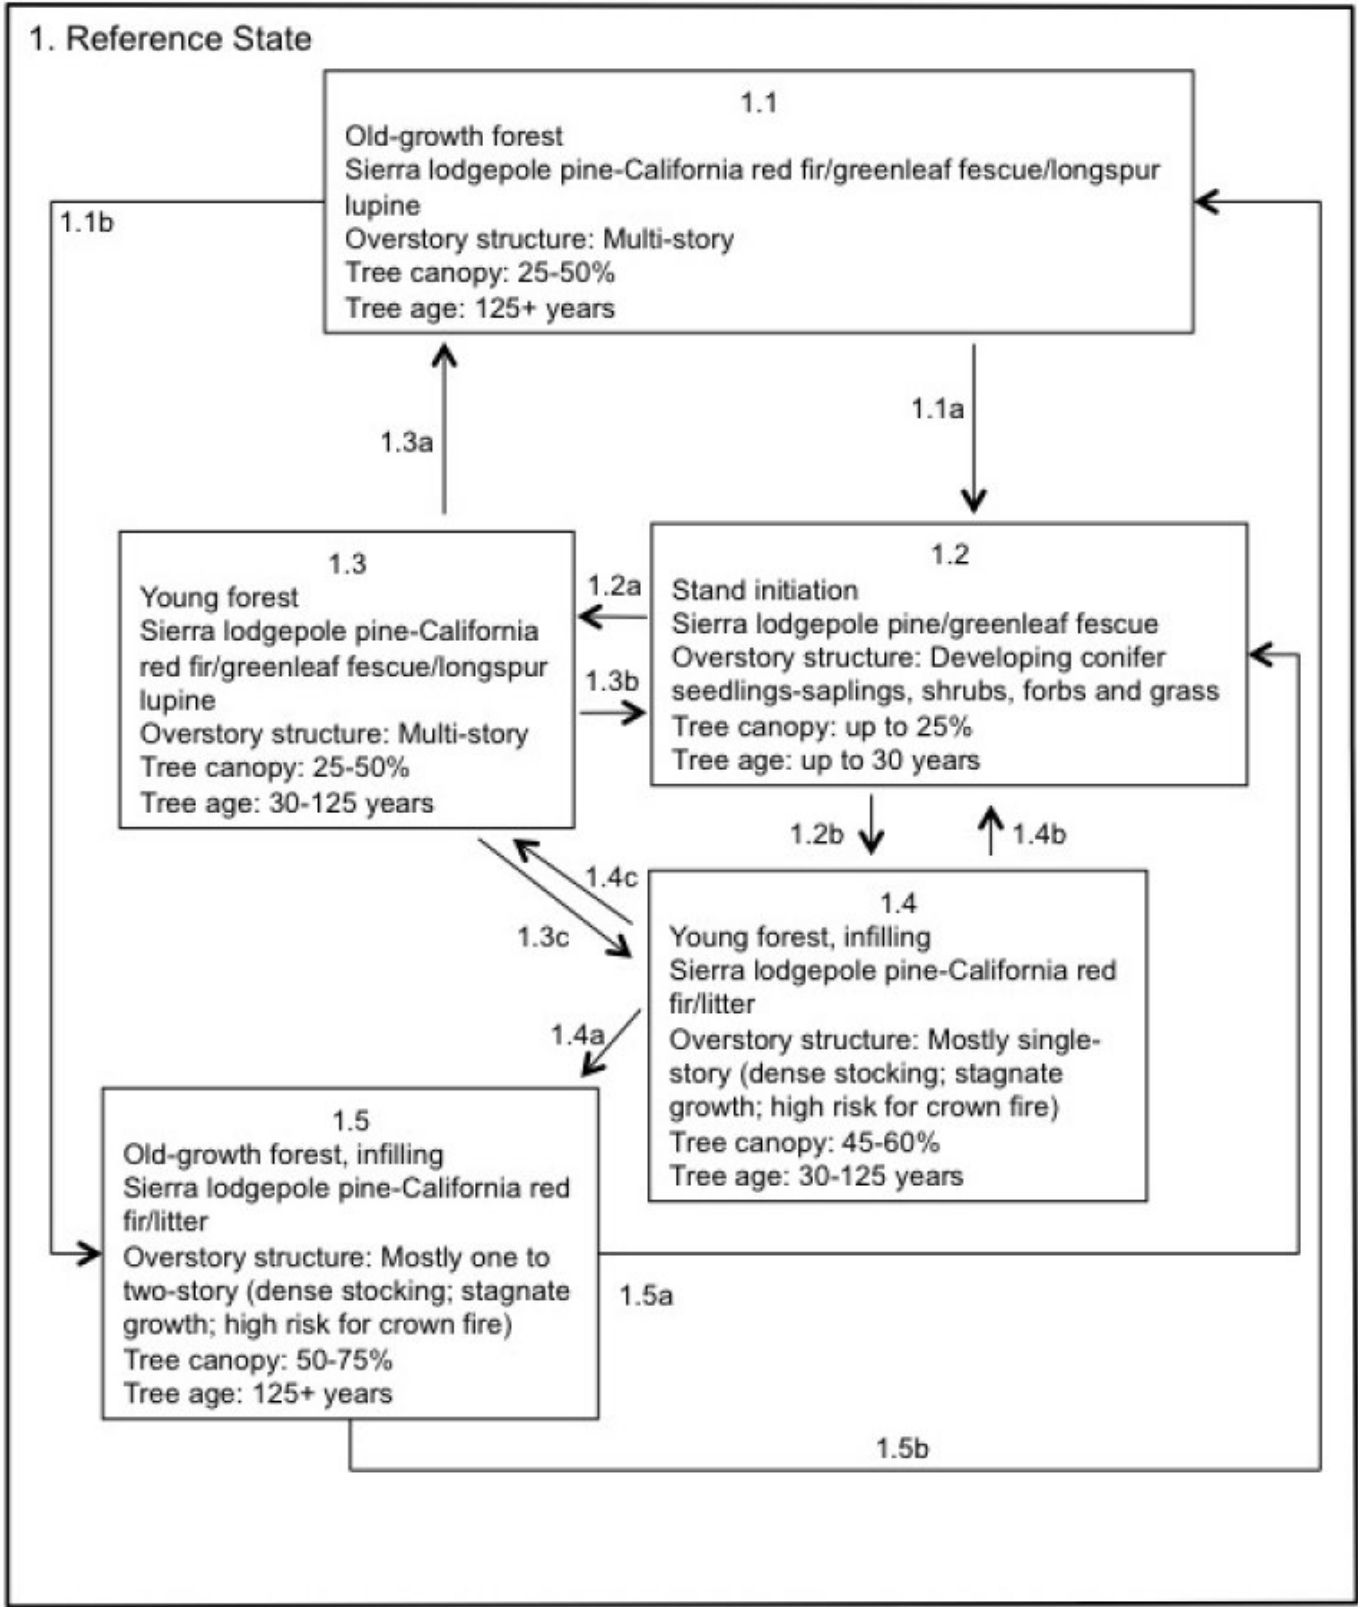 1. Reference State
1.1
Old-growth forest
Sierra lodgepole pine-California red fir/greenleaf fescue/longspur
lupine
Overstory structure: Multi-story
Tree canopy: 25-50%
Tree age: 125+ years
1.1b
1.3a
1.1a
1.3
Young forest
Sierra lodgepole pine-California
red fir/greenleaf fescue/longspur
lupine
Overstory structure: Multi-story
Tree canopy: 25-50%
Tree age: 30-125 years
1.2a
1.3b
1.2
Stand initiation
Sierra lodgepole pine/greenleaf fescue
Overstory structure: Developing conifer
seedlings-saplings, shrubs, forbs and grass
Tree canopy: up to 25%
Tree age: up to 30 years
1.2b
1.4b
1.4c
1.3c
1.4
Young forest, infilling
Sierra lodgepole pine-California red
fir/litter
Overstory structure: Mostly single-
story (dense stocking; stagnate
growth; high risk for crown fire)
Tree canopy: 45-60%
Tree age: 30-125 years
1.4a
1.5
Old-growth forest, infilling
Sierra lodgepole pine-California red
fir/litter
Overstory structure: Mostly one to
two-story (dense stocking; stagnate
growth; high risk for crown fire)
Tree canopy: 50-75%
Tree age: 125+ years
1.5a
1.5b